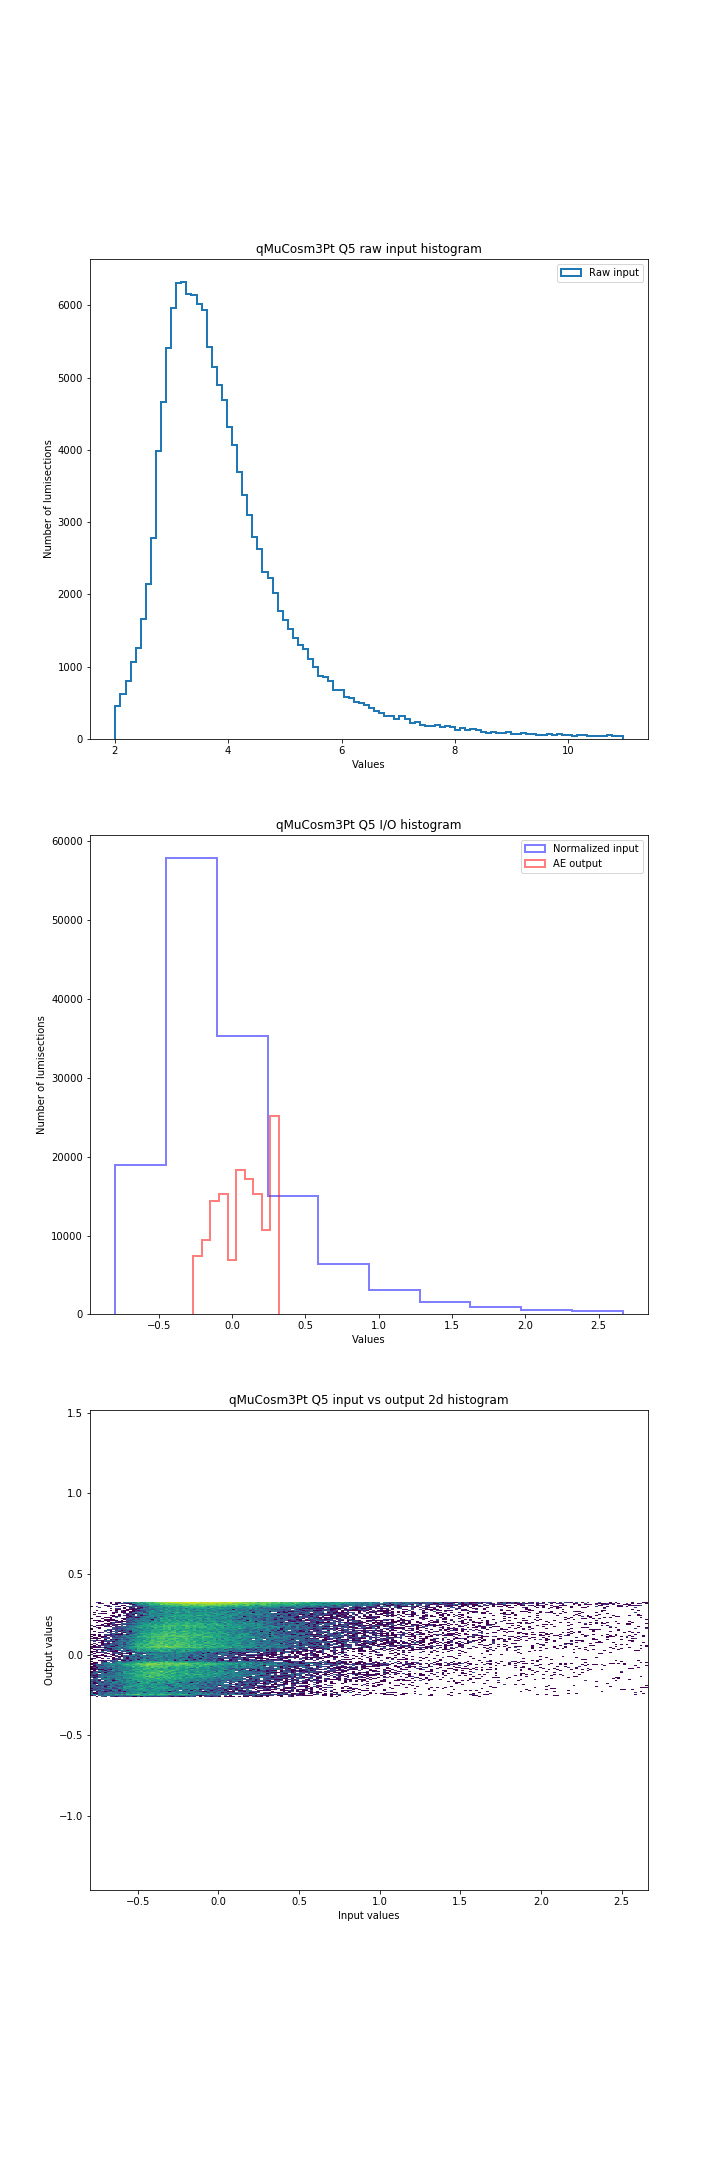 qMuCosm3Pt Q5 raw input histogram
Raw input
6000
5000
4000
3000
2000
1000
0
Number of lumisections
2 4 6 8 10
Values
qMuCosm3Pt Q5 I/O histogram
Normalized input
AE output
60000
50000
40000
30000
20000
10000
0
Number of lumisections
−0.5 0.0 0.5 1.0 1.5 2.0 2.5
Values
qMuCosm3Pt Q5 input vs output 2d histogram
1.5
1.0
0.5
0.0
−0.5
−1.0
Output values
−0.5 0.0 0.5 1.0 1.5 2.0 2.5
Input values